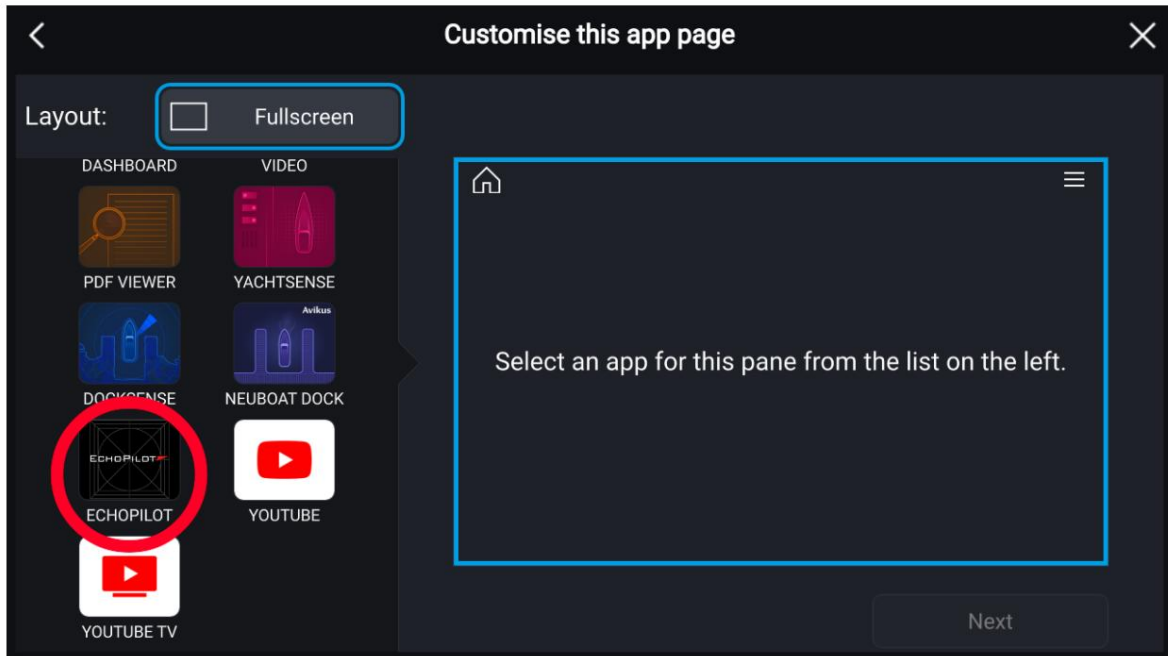 Customise this app page
Layout:
Fullscreen
DASHBOARD VIDEO
PDF VIEWER YACHTSENSE
Avikus
DOCKSENSE NEUBOAT DOCK
ECHOPILOT
ECHOPILOT YOUTUBE
YOUTUBE TV
Select an app for this pane from the list on the left.
Next